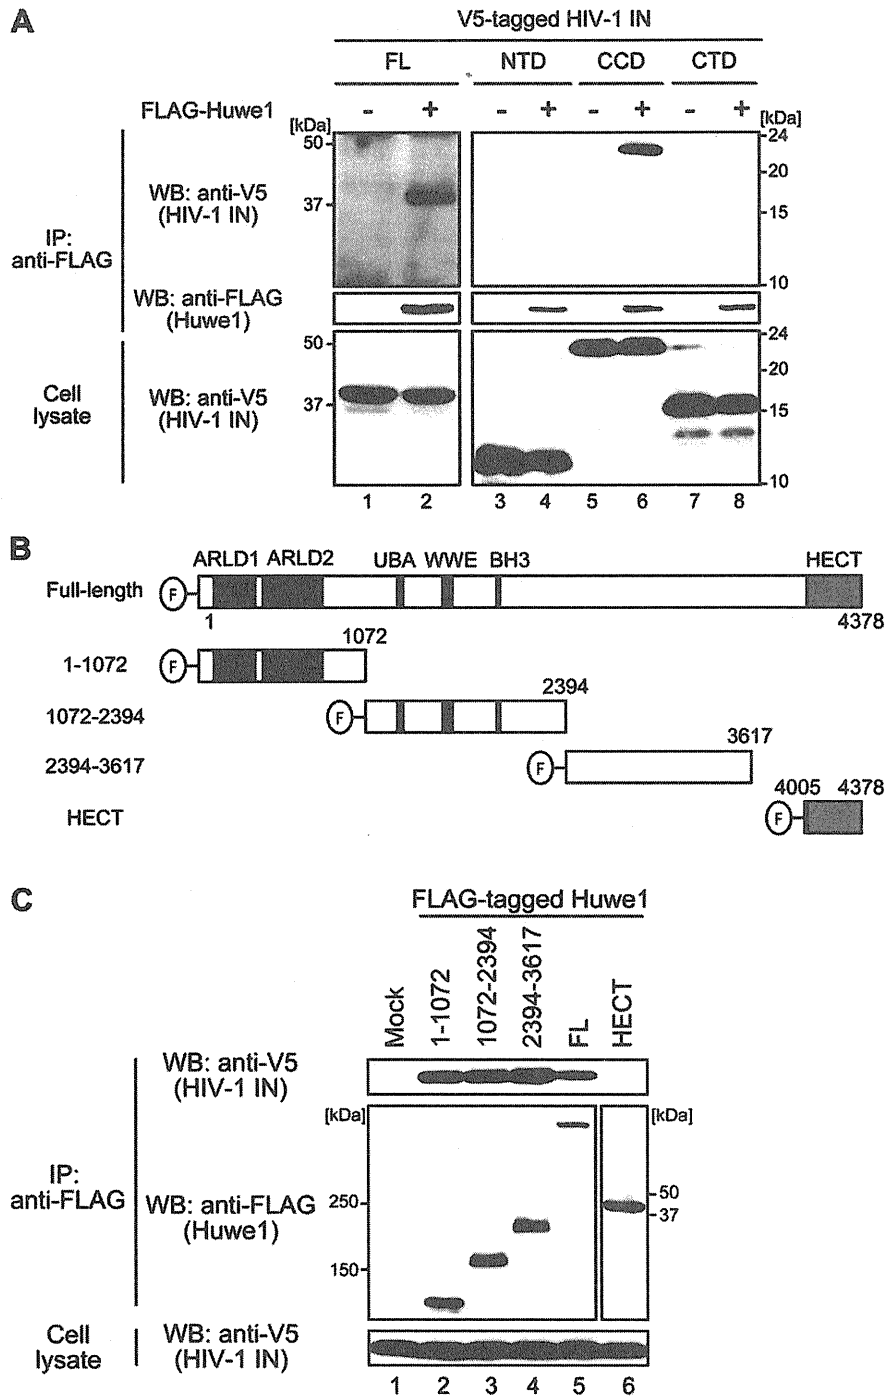 A
V5-tagged HIV-1 IN
FL NTD CCD CTD
FLAG-Huwe1 - + - + - + - +
[kDa] [kDa]
50 24
20
WB: anti-V5
(HIV-1 IN)
37 15
IP:
anti-FLAG
10
WB: anti-FLAG
(Huwe1)
50 24
20
Cell
lysate
WB: anti-V5
(HIV-1 IN)
37 15
10
1 2 3 4 5 6 7 8
B
ARLD1 ARLD2 UBA WWE BH3 HECT
Full-length F
1 4378
1072
1-1072 F
2394
1072-2394 F
3617
2394-3617 F
4005 4378
HECT F
C
FLAG-tagged Huwe1
Mock 1-1072 1072-2394 2394-3617 FL HECT
WB: anti-V5
(HIV-1 IN)
[kDa] [kDa]
IP:
anti-FLAG
WB: anti-FLAG
(Huwe1)
250 50
37
150
Cell
lysate
WB: anti-V5
(HIV-1 IN)
1 2 3 4 5 6